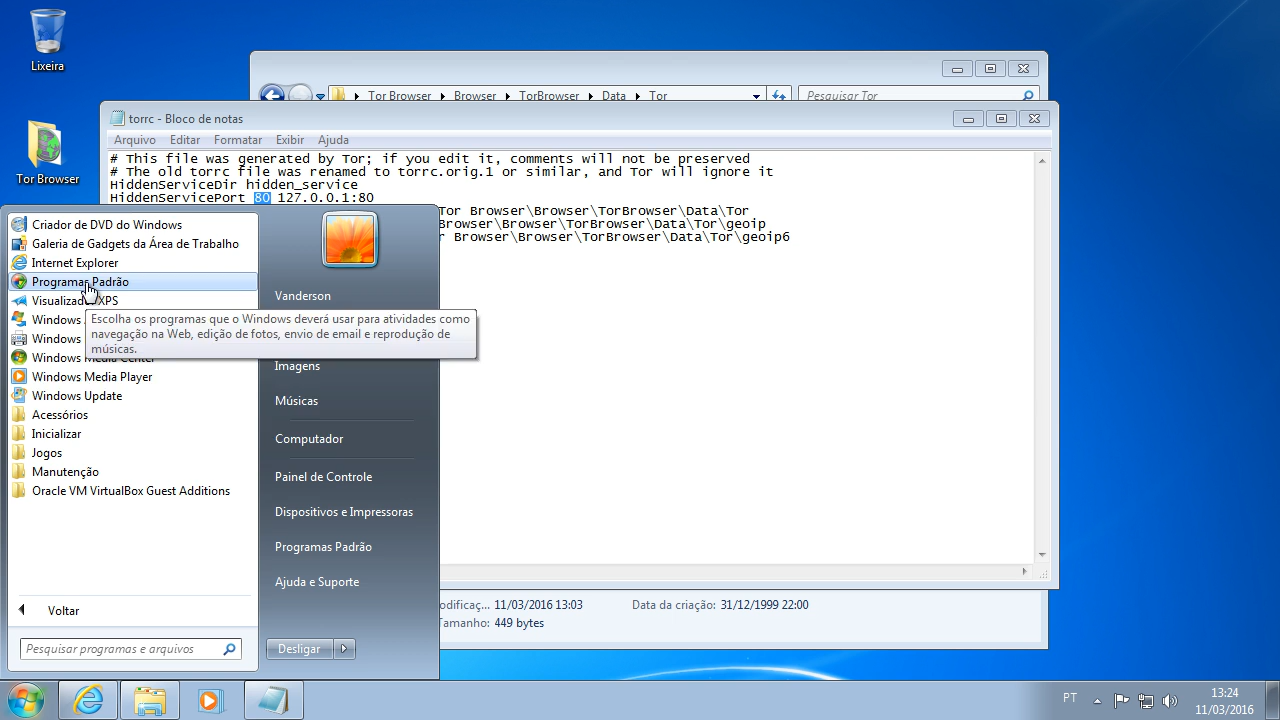 Lixeira
Tor Browser
Tor Browser Browser TorBrowser Data Tor
Pesquisar Tor
torrc - Bloco de notas
Arquivo Editar Formatar Exibir Ajuda
# This file was generated by Tor; if you edit it, comments will not be preserved
# The old torrc file was renamed to torrc.orig.1 or similar, and Tor will ignore it
HiddenServiceDir hidden_service
HiddenServicePort 80 127.0.0.1:80
Tor Browser\Browser\TorBrowser\Data\Tor
Browser\Browser\TorBrowser\Data\Tor\geoip
Browser\Browser\TorBrowser\Data\Tor\geoip6
Criador de DVD do Windows
Galeria de Gadgets da Área de Trabalho
Internet Explorer
Programas Padrão
XPS
Windows
Windows
Windows Media Center
Windows Media Player
Windows Update
Acessórios
Inicializar
Jogos
Manutenção
Oracle VM VirtualBox Guest Additions
Voltar
Pesquisar programas e arquivos
Escolha os programas que o Windows deverá usar para atividades como
navegação na Web, edição de fotos, envio de email e reprodução de
músicas.
Vanderson
Imagens
Músicas
Computador
Painel de Controle
Dispositivos e Impressoras
Programas Padrão
Ajuda e Suporte
Desligar
odificaç... 11/03/2016 13:03 Data da criação: 31/12/1999 22:00
Tamanho: 449 bytes
PT
13:24
11/03/2016